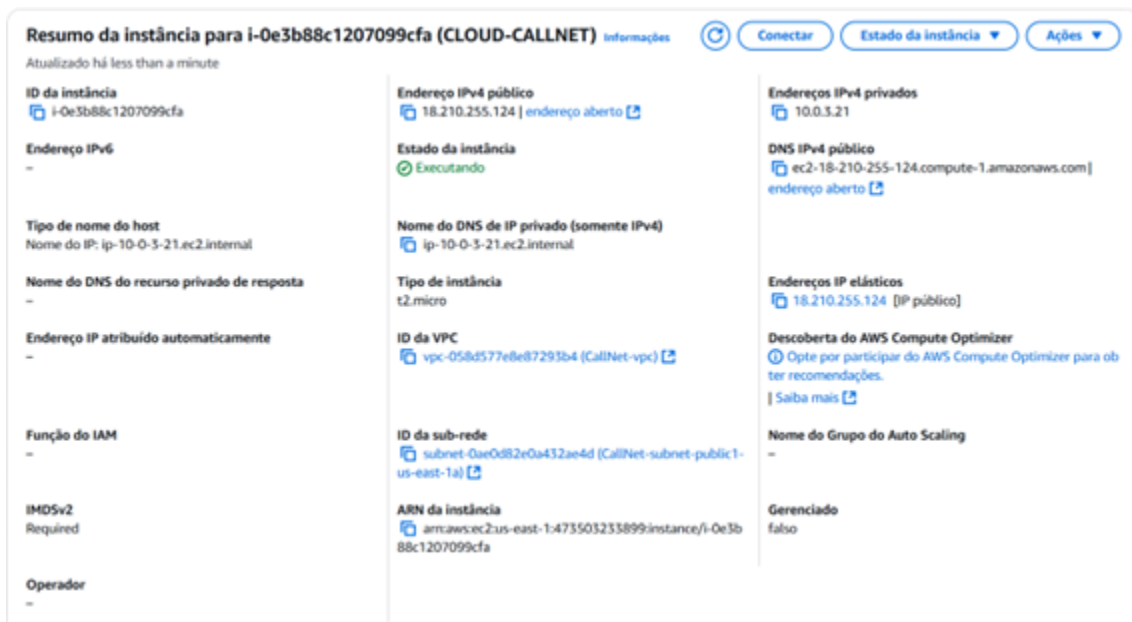 Resumo da instância para i-0e3b88c1207099cfa (CLOUD-CALLNET) Informações
Conectar
Estado da instância
Ações
Atualizado há less than a minute
ID da instância
i-0e3b88c1207099cfa
Endereço IPv4 público
18.210.255.124 | endereço aberto
Endereços IPv4 privados
10.0.3.21
Endereço IPv6
–
Estado da instância
Executando
DNS IPv4 público
ec2-18-210-255-124.compute-1.amazonaws.com |
endereço aberto
Tipo de nome do host
Nome do IP: ip-10-0-3-21.ec2.internal
Nome do DNS de IP privado (somente IPv4)
ip-10-0-3-21.ec2.internal
Nome do DNS do recurso privado de resposta
–
Tipo de instância
t2.micro
Endereços IP elásticos
18.210.255.124 [IP público]
Endereço IP atribuído automaticamente
–
ID da VPC
vpc-058d577e8e87293b4 (CallNet-vpc)
Descoberta do AWS Compute Optimizer
Opte por participar do AWS Compute Optimizer para ob
ter recomendações.
| Saiba mais
Função do IAM
–
ID da sub-rede
subnet-0ae0d82e0a432ae4d (CallNet-subnet-public1-
us-east-1a)
Nome do Grupo do Auto Scaling
–
IMDSv2
Required
ARN da instância
arn:aws:ec2:us-east-1:473503233899:instance/i-0e3b
88c1207099cfa
Gerenciado
falso
Operador
–